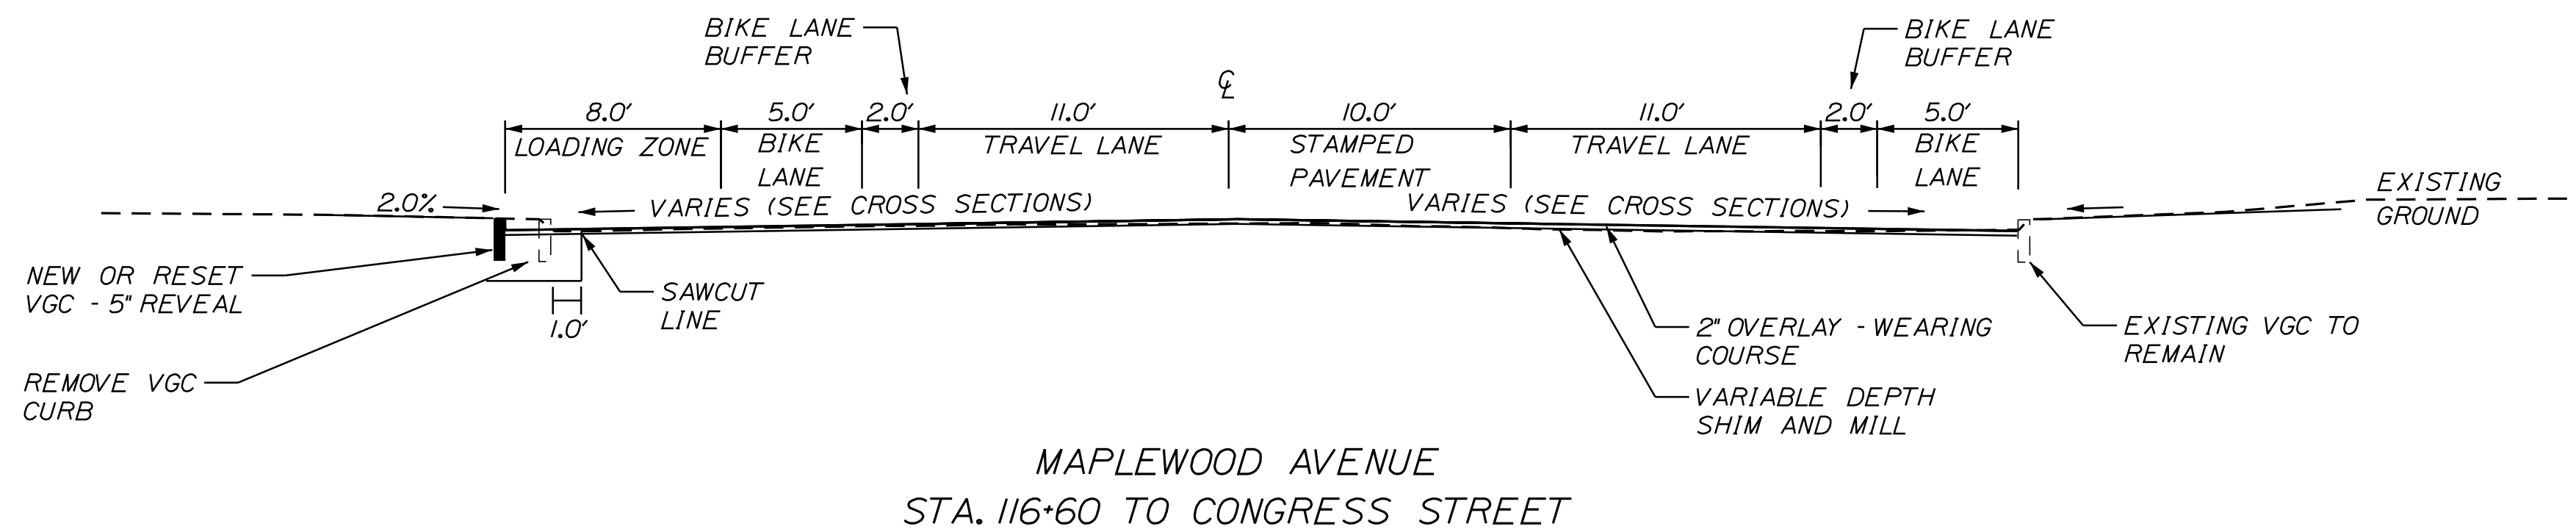 BIKE LANE
BUFFER
BIKE LANE
BUFFER
℄
8.0' 5.0' 2.0' 11.0' 10.0' 11.0' 2.0' 5.0'
LOADING ZONE
BIKE
LANE
TRAVEL LANE
STAMPED
PAVEMENT
TRAVEL LANE
BIKE
LANE
2.0%
VARIES (SEE CROSS SECTIONS)
VARIES (SEE CROSS SECTIONS)
EXISTING
GROUND
NEW OR RESET
VGC - 5" REVEAL
SAWCUT
LINE
1.0'
REMOVE VGC
CURB
2" OVERLAY - WEARING
COURSE
VARIABLE DEPTH
SHIM AND MILL
EXISTING VGC TO
REMAIN
MAPLEWOOD AVENUE
STA. 116+60 TO CONGRESS STREET